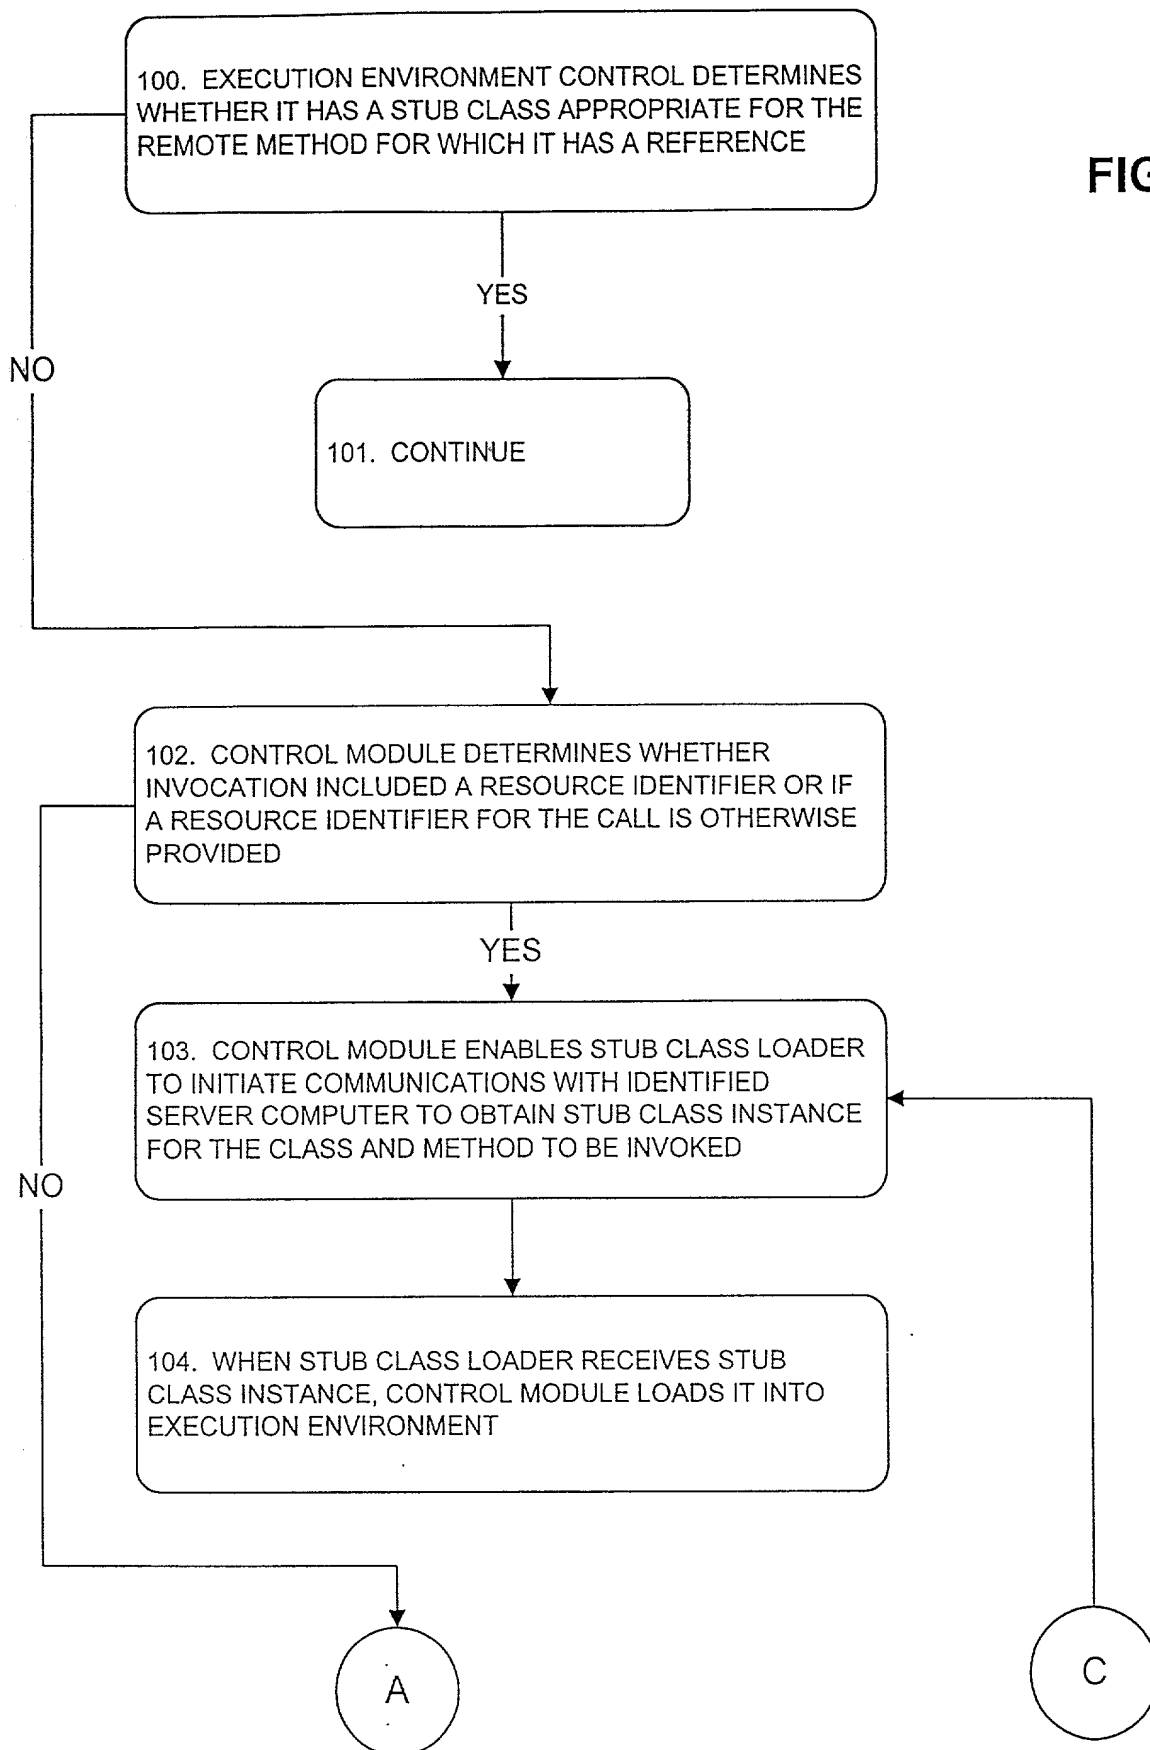 100. EXECUTION ENVIRONMENT CONTROL DETERMINES
WHETHER IT HAS A STUB CLASS APPROPRIATE FOR THE
REMOTE METHOD FOR WHICH IT HAS A REFERENCE
FIG
YES
NO
101. CONTINUE
102. CONTROL MODULE DETERMINES WHETHER
INVOCATION INCLUDED A RESOURCE IDENTIFIER OR IF
A RESOURCE IDENTIFIER FOR THE CALL IS OTHERWISE
PROVIDED
YES
103. CONTROL MODULE ENABLES STUB CLASS LOADER
TO INITIATE COMMUNICATIONS WITH IDENTIFIED
SERVER COMPUTER TO OBTAIN STUB CLASS INSTANCE
FOR THE CLASS AND METHOD TO BE INVOKED
NO
104. WHEN STUB CLASS LOADER RECEIVES STUB
CLASS INSTANCE, CONTROL MODULE LOADS IT INTO
EXECUTION ENVIRONMENT
A
C